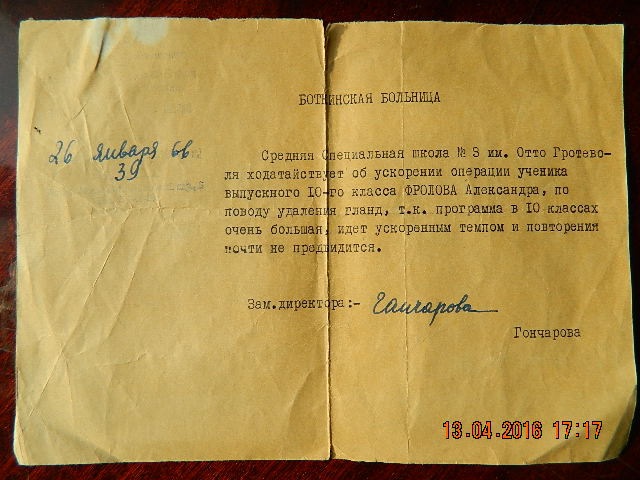 БОТКИНСКАЯ БОЛЬНИЦА
26 января 66
39
Средняя Специальная школа № 3 им. Отто Гротево-
ля ходатайствует об ускорении операции ученика
выпускного 10-го класса ФРОЛОВА Александра, по
поводу удаления гланд, т.к. программа в 10 классах
очень большая, идет ускоренным темпом и повторения
почти не предвидится.
Зам.директора:- Гончарова
Гончарова
13.04.2016 17:17